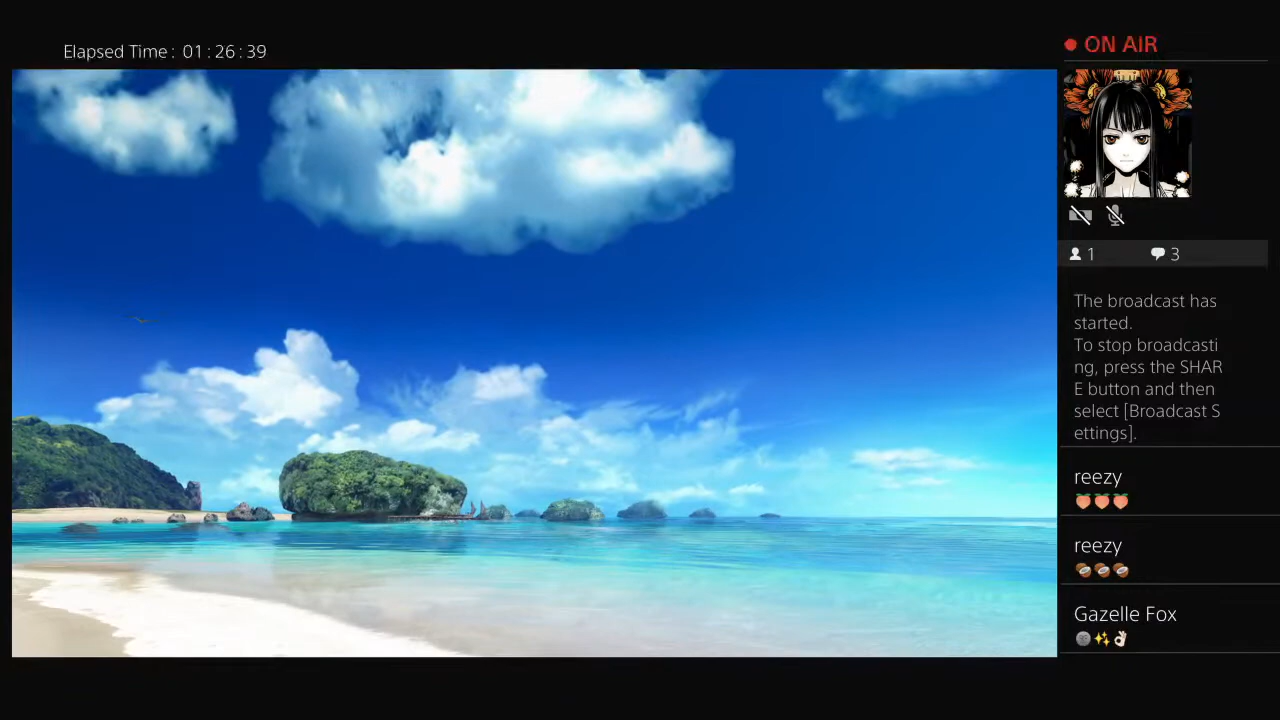 Elapsed Time: 01:26:39
ON AIR
1
3
The broadcast has
started.
To stop broadcasti
ng, press the SHAR
E button and then
select [Broadcast S
ettings].
reezy
🍑🍑🍑
reezy
🥥🥥🥥
Gazelle Fox
🌚✨👌🏻